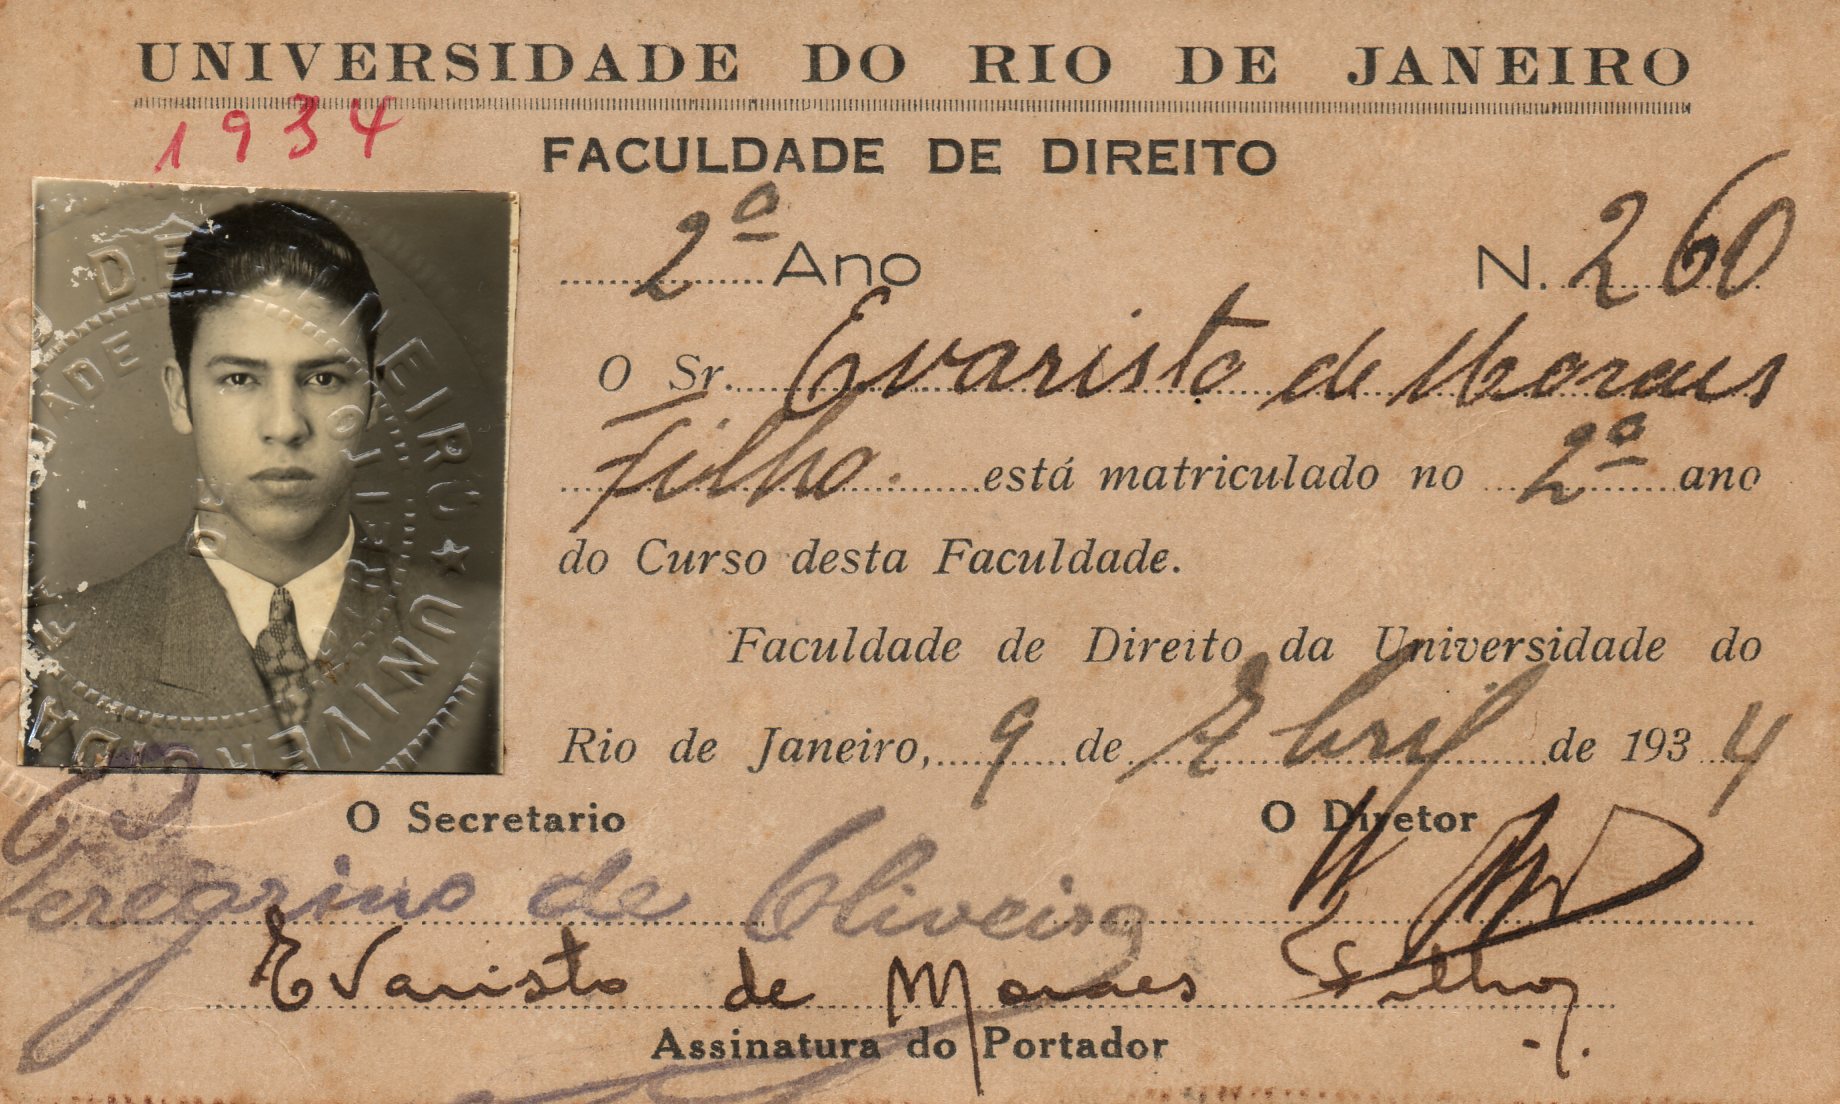 UNIVERSIDADE DO RIO DE JANEIRO
1934
FACULDADE DE DIREITO
2º Ano N. 260
O Sr. Evaristo de Moraes
Filho. está matriculado no 2º ano
do Curso desta Faculdade.
Faculdade de Direito da Universidade do
Rio de Janeiro, 9 de Abril de 1934
O Secretario O Diretor
Peregrino de Oliveira
Evaristo de Moraes Filho
Assinatura do Portador